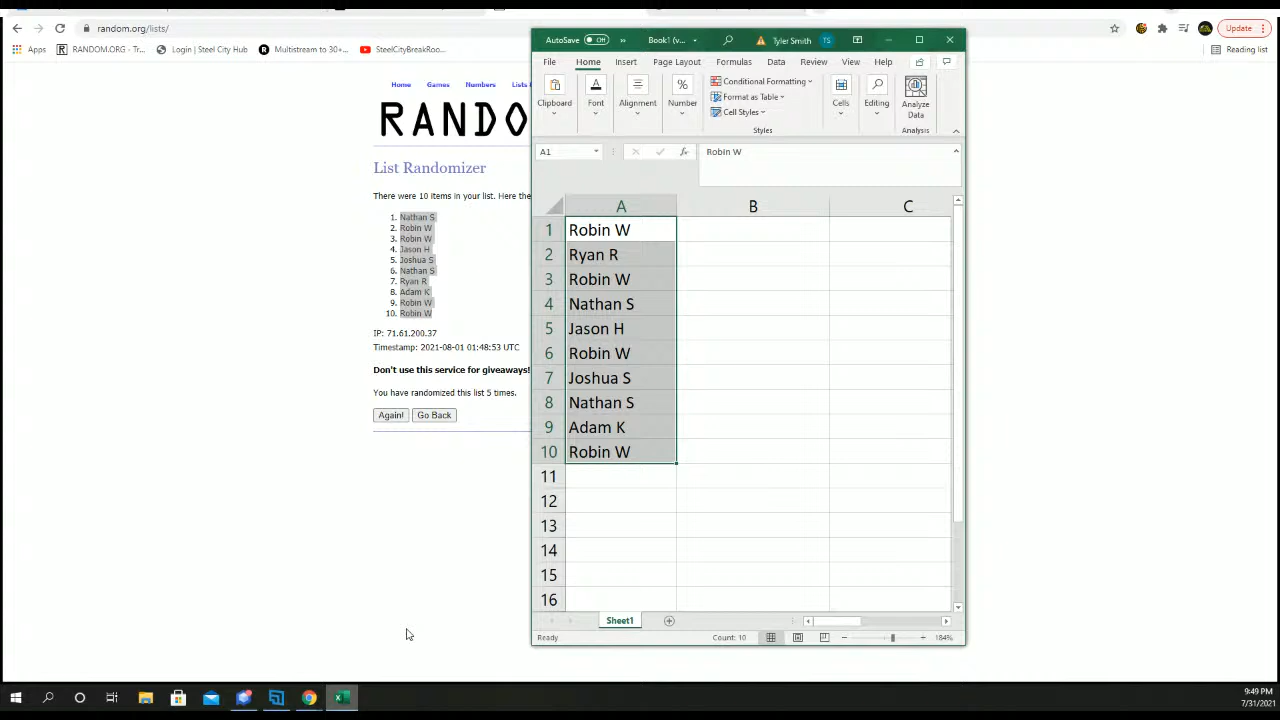 random.org/lists/
Update
Apps
RANDOM.ORG - Tr...
Login | Steel City Hub
Multistream to 30+...
SteelCityBreakRoo...
Reading list
Home
Games
Numbers
Lists
RANDO
List Randomizer
There were 10 items in your list. Here the
1. Nathan S
2. Robin W
3. Robin W
4. Jason H
5. Joshua S
6. Nathan S
7. Ryan R
8. Adam K
9. Robin W
10. Robin W
IP: 71.61.200.37
Timestamp: 2021-08-01 01:48:53 UTC
Don't use this service for giveaways!
You have randomized this list 5 times.
Again!
Go Back
AutoSave Off
Book1 (v...
Tyler Smith
TS
File
Home
Insert
Page Layout
Formulas
Data
Review
View
Help
Clipboard
Font
Alignment
Number
Conditional Formatting
Format as Table
Cell Styles
Styles
Cells
Editing
Analyze
Data
Analysis
A1
fx
Robin W
A
B
C
1 Robin W
2 Ryan R
3 Robin W
4 Nathan S
5 Jason H
6 Robin W
7 Joshua S
8 Nathan S
9 Adam K
10 Robin W
11
12
13
14
15
16
Sheet1
Ready
Count: 10
184%
9:49 PM
7/31/2021